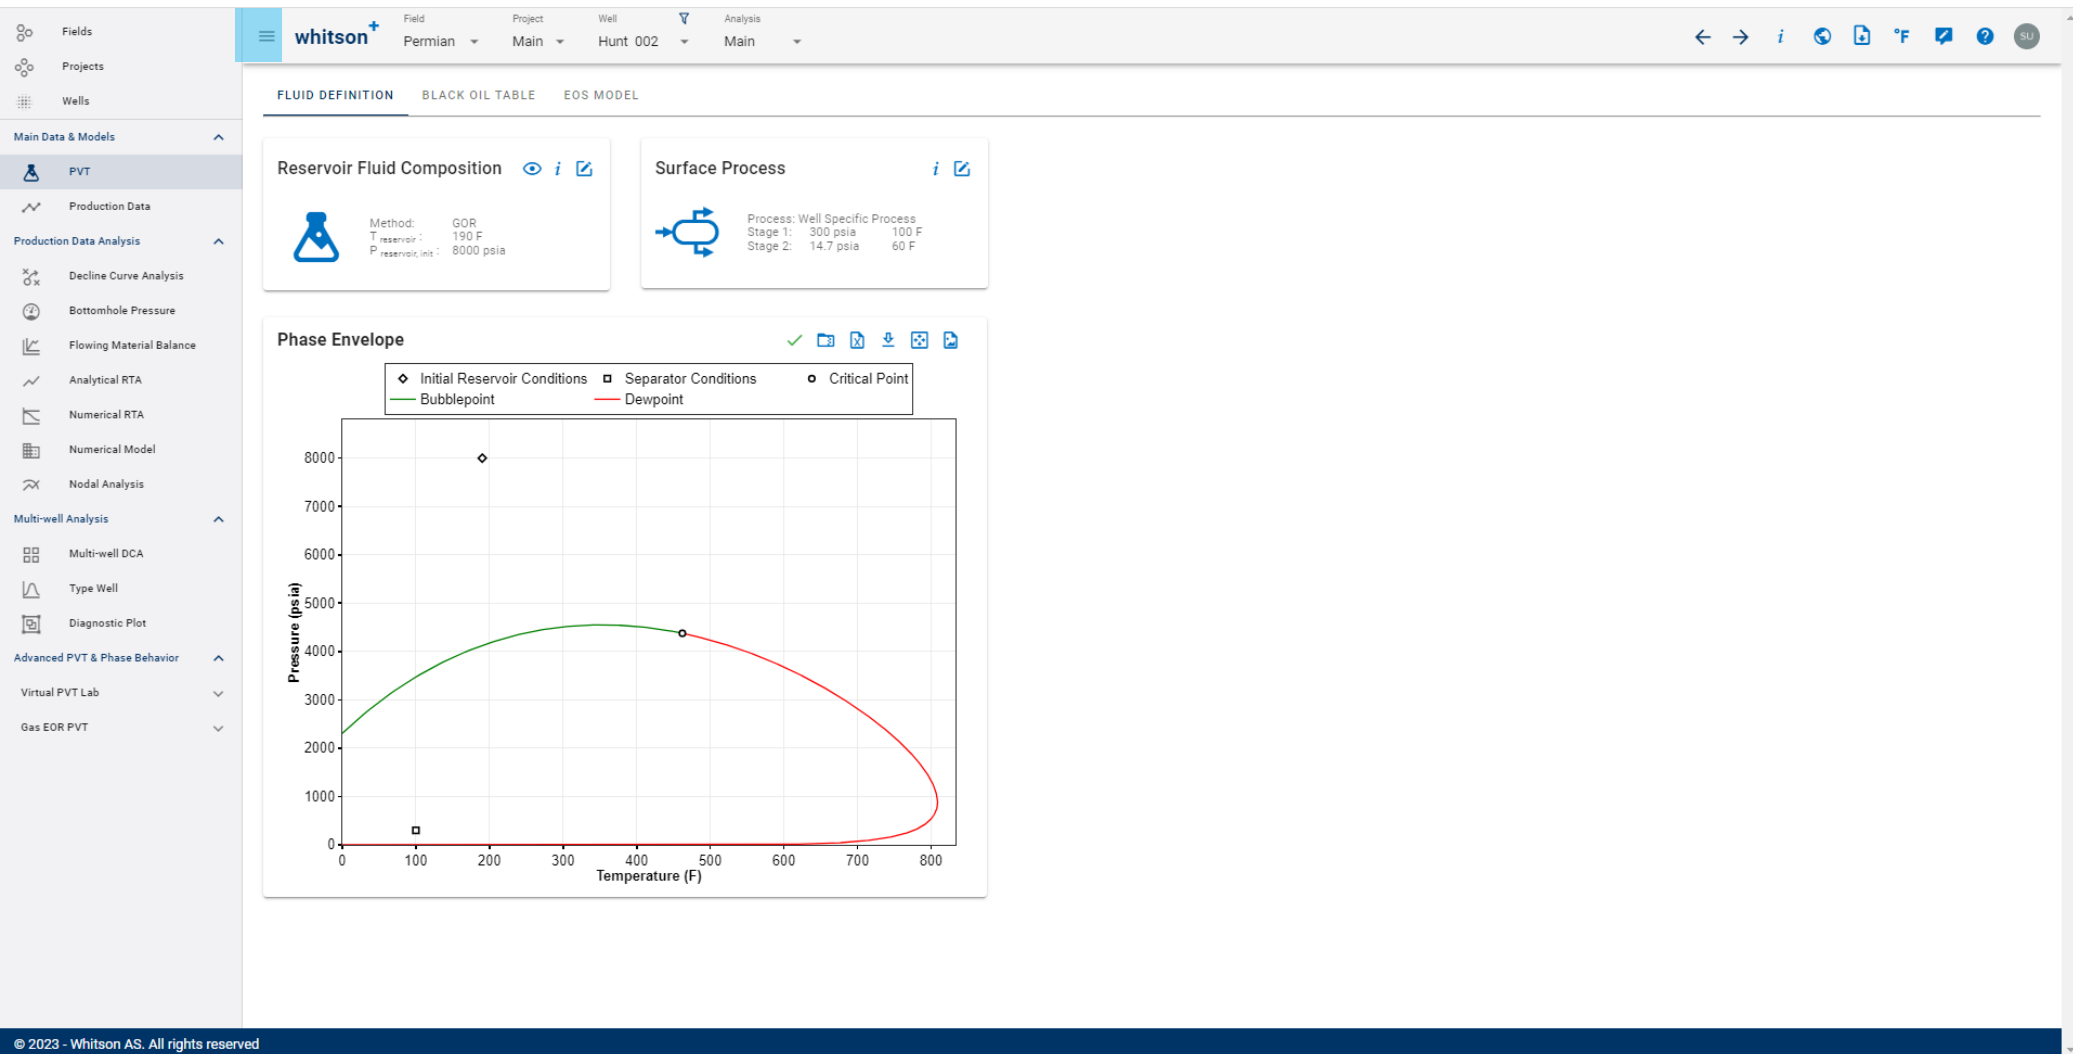 Fields
Projects
Wells
Main Data & Models
PVT
Production Data
Production Data Analysis
Decline Curve Analysis
Bottomhole Pressure
Flowing Material Balance
Analytical RTA
Numerical RTA
Numerical Model
Nodal Analysis
Multi-well Analysis
Multi-well DCA
Type Well
Diagnostic Plot
Advanced PVT & Phase Behavior
Virtual PVT Lab
Gas EOR PVT
whitson+
Field Project Well Analysis
Permian Main Hunt 002 Main
i °F ? SU
FLUID DEFINITION BLACK OIL TABLE EOS MODEL
Reservoir Fluid Composition i
Method: GOR
T reservoir : 190 F
P reservoir, init : 8000 psia
Surface Process i
Process: Well Specific Process
Stage 1: 300 psia 100 F
Stage 2: 14.7 psia 60 F
Phase Envelope
Initial Reservoir Conditions Separator Conditions Critical Point
Bubblepoint Dewpoint
Pressure (psia)
8000
7000
6000
5000
4000
3000
2000
1000
0
0 100 200 300 400 500 600 700 800
Temperature (F)
© 2023 - Whitson AS. All rights reserved